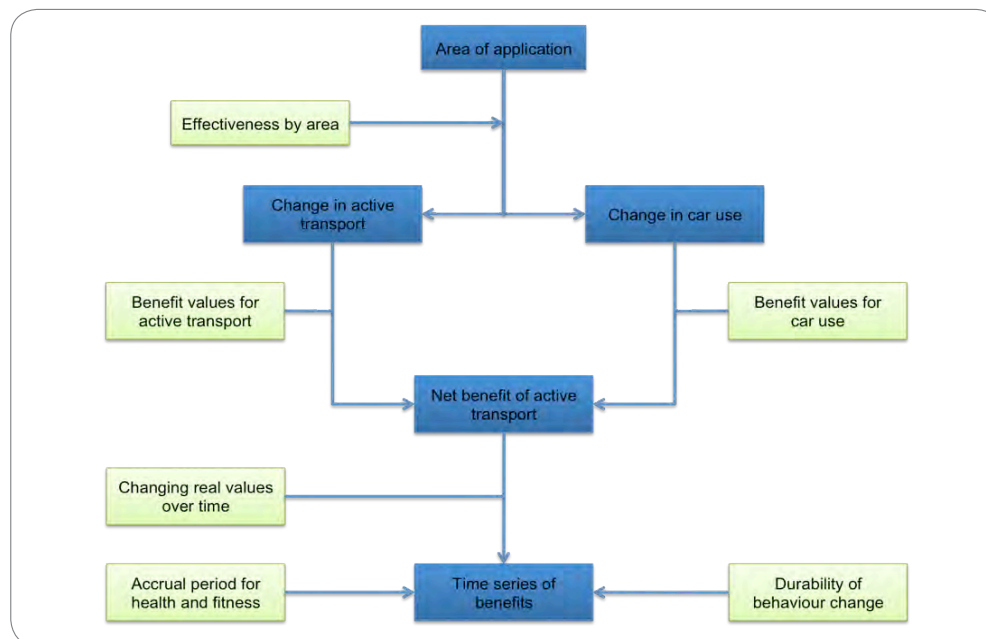 Area of application
Effectiveness by area
Change in active
transport
Change in car use
Benefit values for
active transport
Benefit values for
car use
Net benefit of active
transport
Changing real values
over time
Accrual period for
health and fitness
Time series of
benefits
Durability of
behaviour change